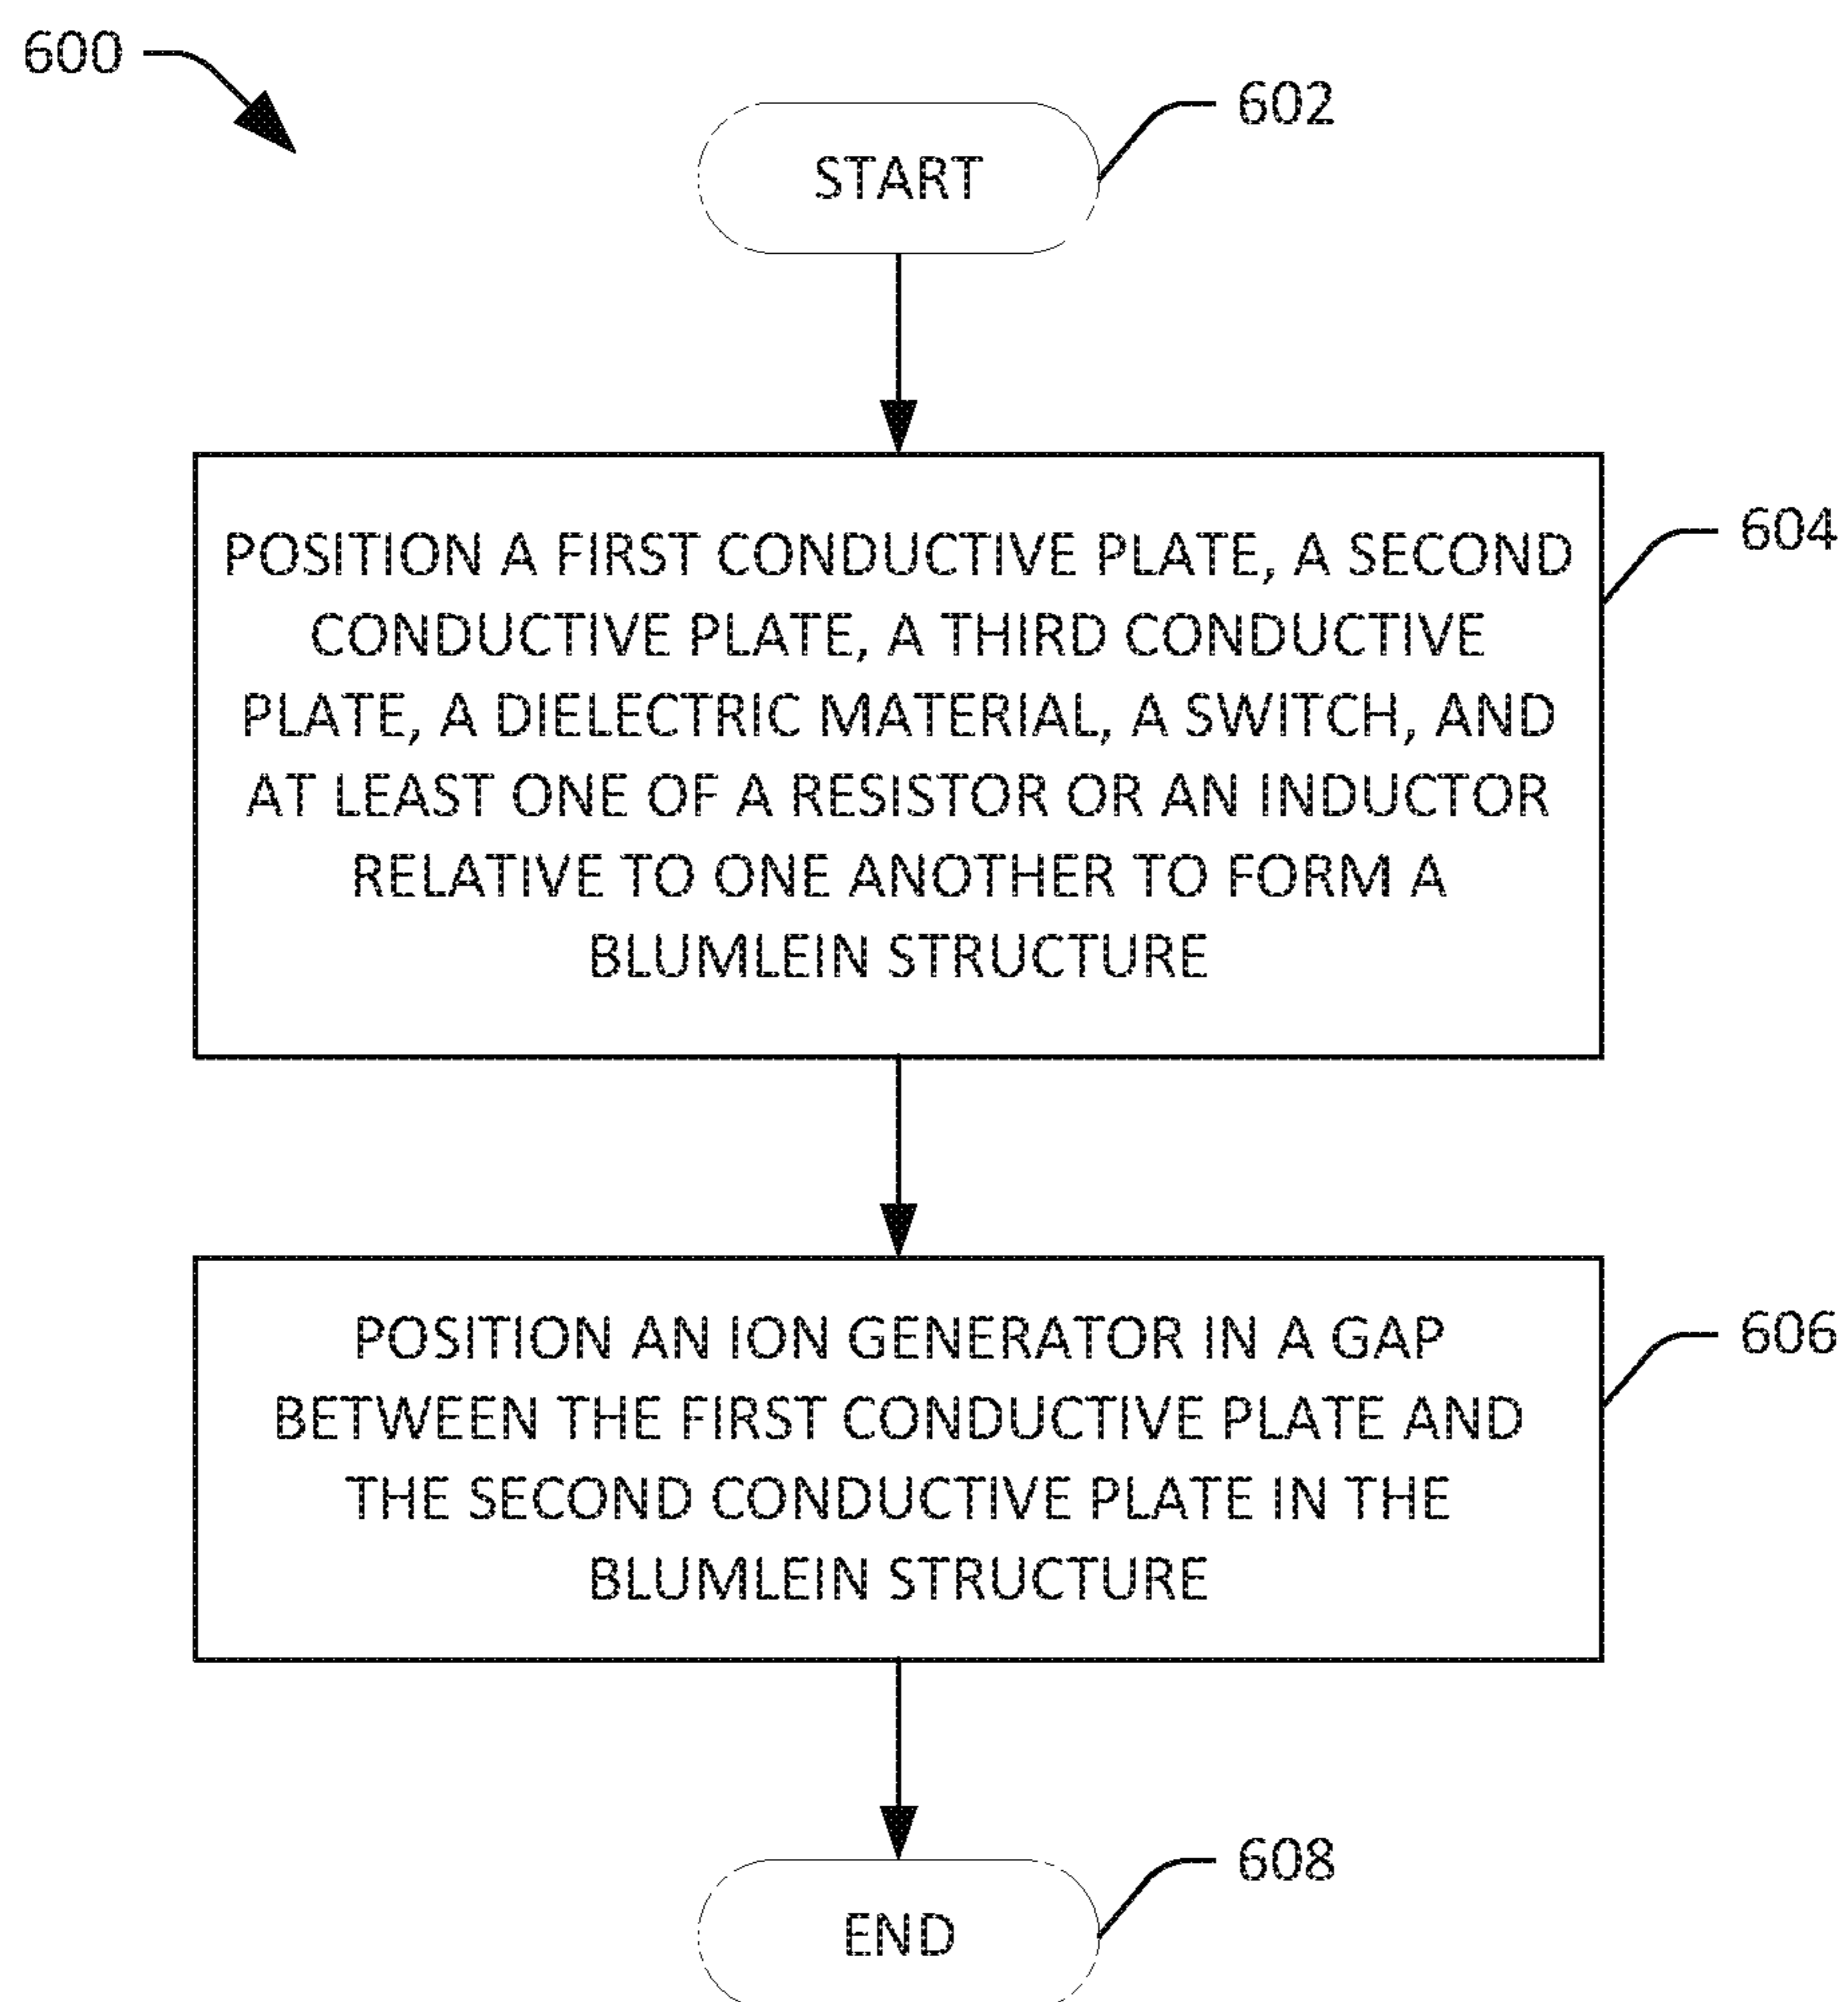 600
602
START
POSITION A FIRST CONDUCTIVE PLATE, A SECOND
CONDUCTIVE PLATE, A THIRD CONDUCTIVE
PLATE, A DIELECTRIC MATERIAL, A SWITCH, AND
AT LEAST ONE OF A RESISTOR OR AN INDUCTOR
RELATIVE TO ONE ANOTHER TO FORM A
BLUMLEIN STRUCTURE
604
POSITION AN ION GENERATOR IN A GAP
BETWEEN THE FIRST CONDUCTIVE PLATE AND
THE SECOND CONDUCTIVE PLATE IN THE
BLUMLEIN STRUCTURE
606
608
END